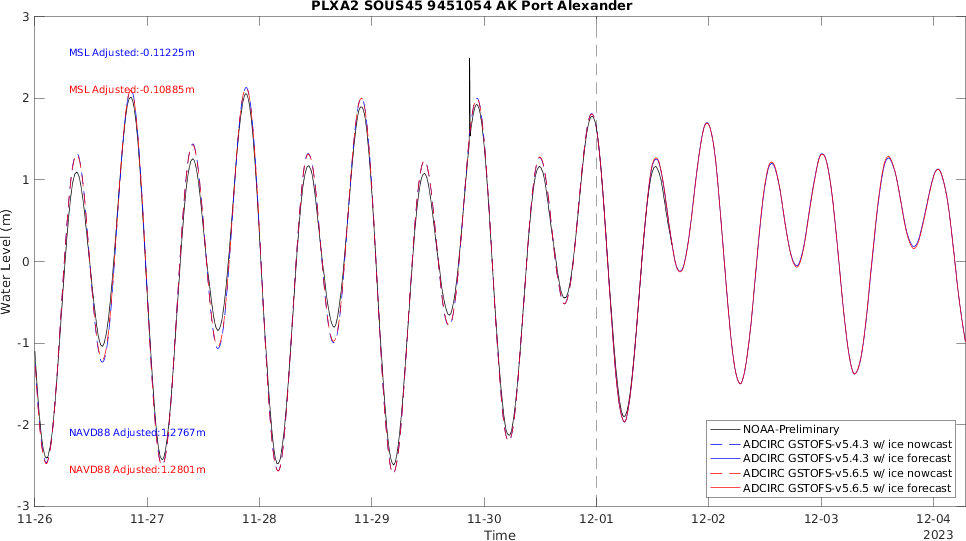 PLXA2 SOUS45 9451054 AK Port Alexander
3
MSL Adjusted:-0.11225m
MSL Adjusted:-0.10885m
2
1
Water Level (m)
0
-1
-2
NAVD88 Adjusted:1.2767m
NAVD88 Adjusted:1.2801m
-3
NOAA-Preliminary
ADCIRC GSTOFS-v5.4.3 w/ ice nowcast
ADCIRC GSTOFS-v5.4.3 w/ ice forecast
ADCIRC GSTOFS-v5.6.5 w/ ice nowcast
ADCIRC GSTOFS-v5.6.5 w/ ice forecast
11-26 11-27 11-28 11-29 11-30 12-01 12-02 12-03 12-04
Time
2023